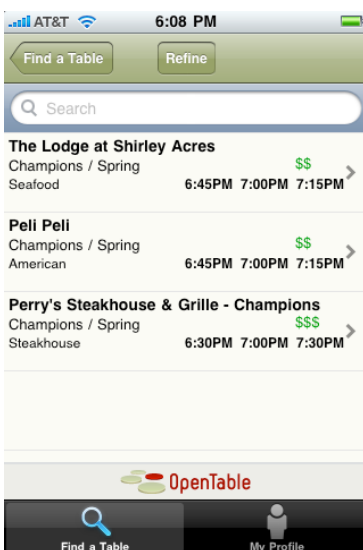 AT&T 6:08 PM
Find a Table Refine
Search
The Lodge at Shirley Acres
Champions / Spring $$
Seafood 6:45PM 7:00PM 7:15PM
Peli Peli
Champions / Spring $$
American 6:45PM 7:00PM 7:15PM
Perry's Steakhouse & Grille - Champions
Champions / Spring $$$
Steakhouse 6:30PM 7:00PM 7:30PM
OpenTable
Find a Table My Profile